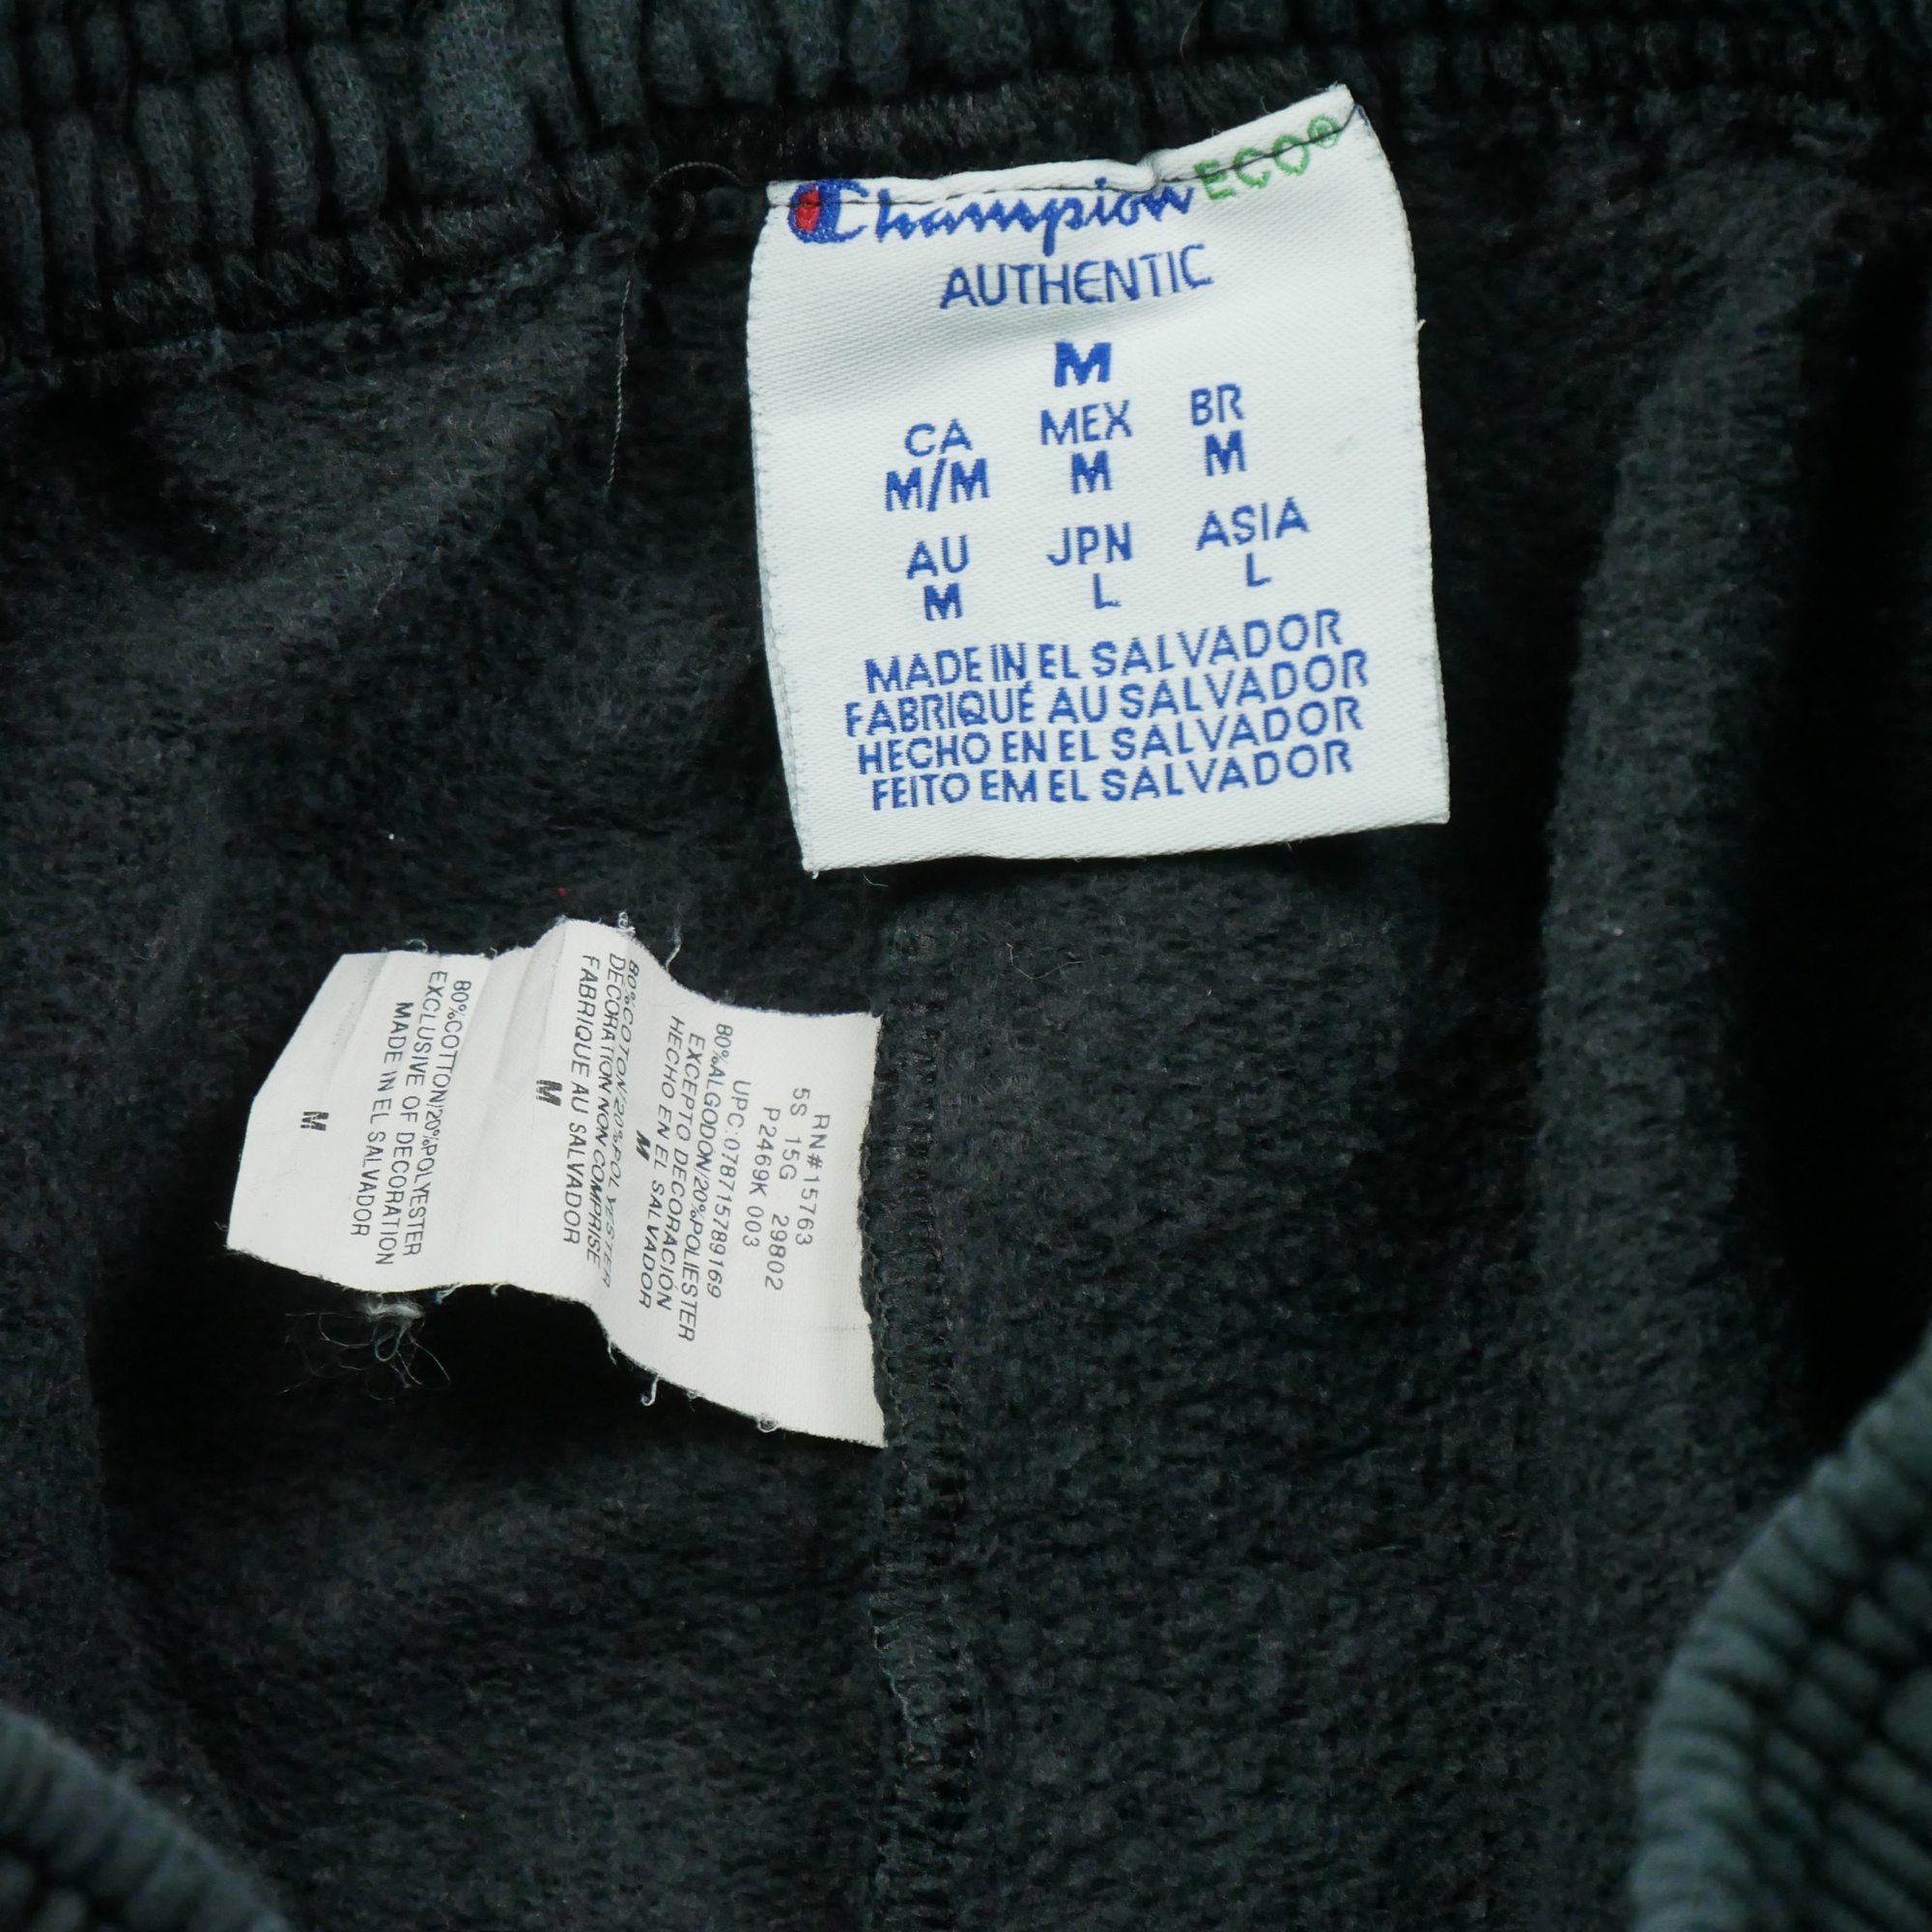 Champion ECO®
AUTHENTIC
M
CA MEX BR
M/M M M
AU JPN ASIA
M L L
MADE IN EL SALVADOR
FABRIQUÉ AU SALVADOR
HECHO EN EL SALVADOR
FEITO EM EL SALVADOR
RN#15763
5S 15G 29802
P2469K 003
UPC:078715789169
80%ALGODON/20%POLIESTER
EXCEPTO DECORACIÓN
HECHO EN EL SALVADOR
M
80%COTON/20%POLYESTER
DECORATION NON COMPRISE
FABRIQUE AU SALVADOR
M
80%COTTON/20%POLYESTER
EXCLUSIVE OF DECORATION
MADE IN EL SALVADOR
M